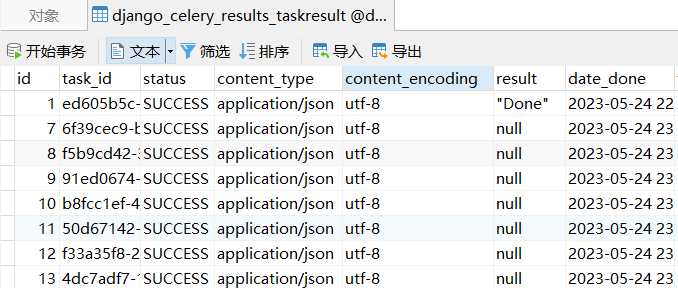 对象 django_celery_results_taskresult @d...
开始事务 文本 筛选 排序 导入 导出
id task_id status content_type content_encoding result date_done
1 ed605b5c- SUCCESS application/json utf-8 "Done" 2023-05-24 22
7 6f39cec9-b SUCCESS application/json utf-8 null 2023-05-24 23
8 f5b9cd42-3 SUCCESS application/json utf-8 null 2023-05-24 23
9 91ed0674- SUCCESS application/json utf-8 null 2023-05-24 23
10 b8fcc1ef-4 SUCCESS application/json utf-8 null 2023-05-24 23
11 50d67142- SUCCESS application/json utf-8 null 2023-05-24 23
12 f33a35f8-2 SUCCESS application/json utf-8 null 2023-05-24 23
13 4dc7adf7-1 SUCCESS application/json utf-8 null 2023-05-24 23